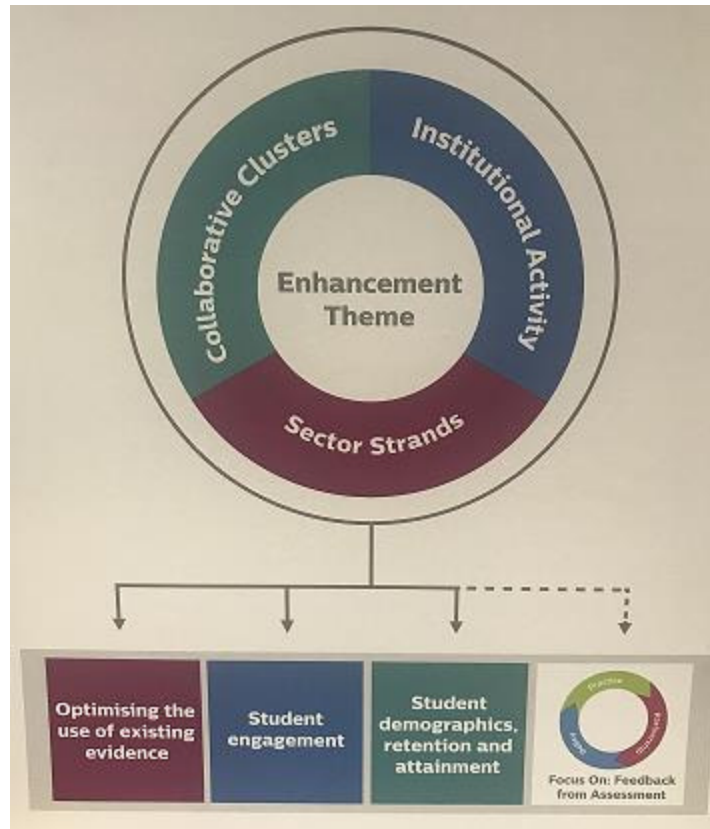 Collaborative Clusters
Institutional Activity
Enhancement
Theme
Sector Strands
Optimising the
use of existing
evidence
Student
engagement
Student
demographics,
retention and
attainment
Practice
Focus On: Feedback
from Assessment